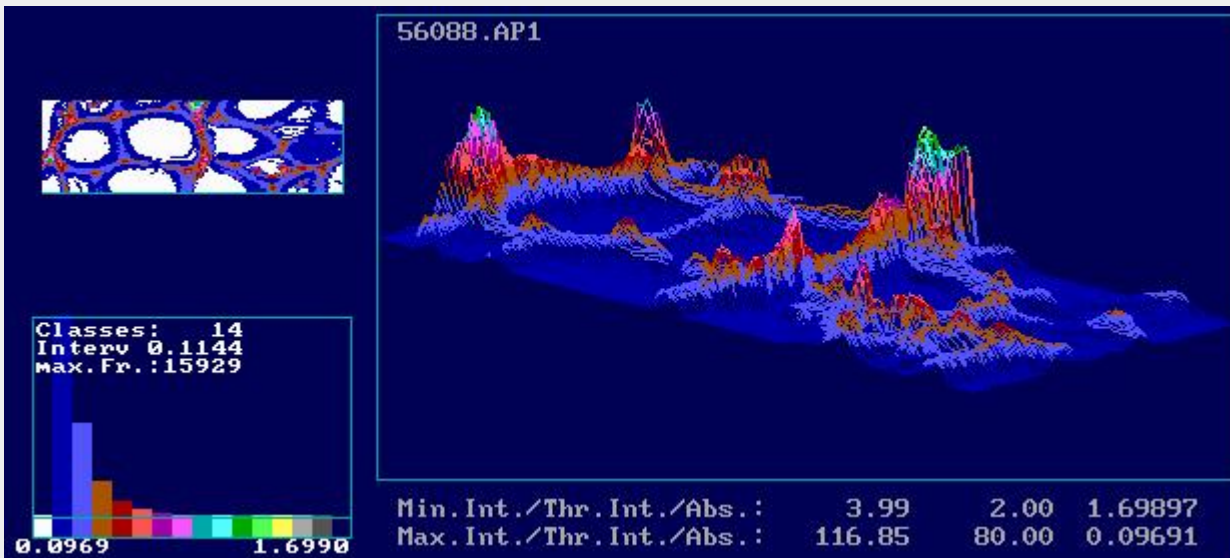 56088.AP1
Classes: 14
Interv 0.1144
max.Fr.:15929
0.0969 1.6990
Min.Int./Thr.Int./Abs.: 3.99 2.00 1.69897
Max.Int./Thr.Int./Abs.: 116.85 80.00 0.09691